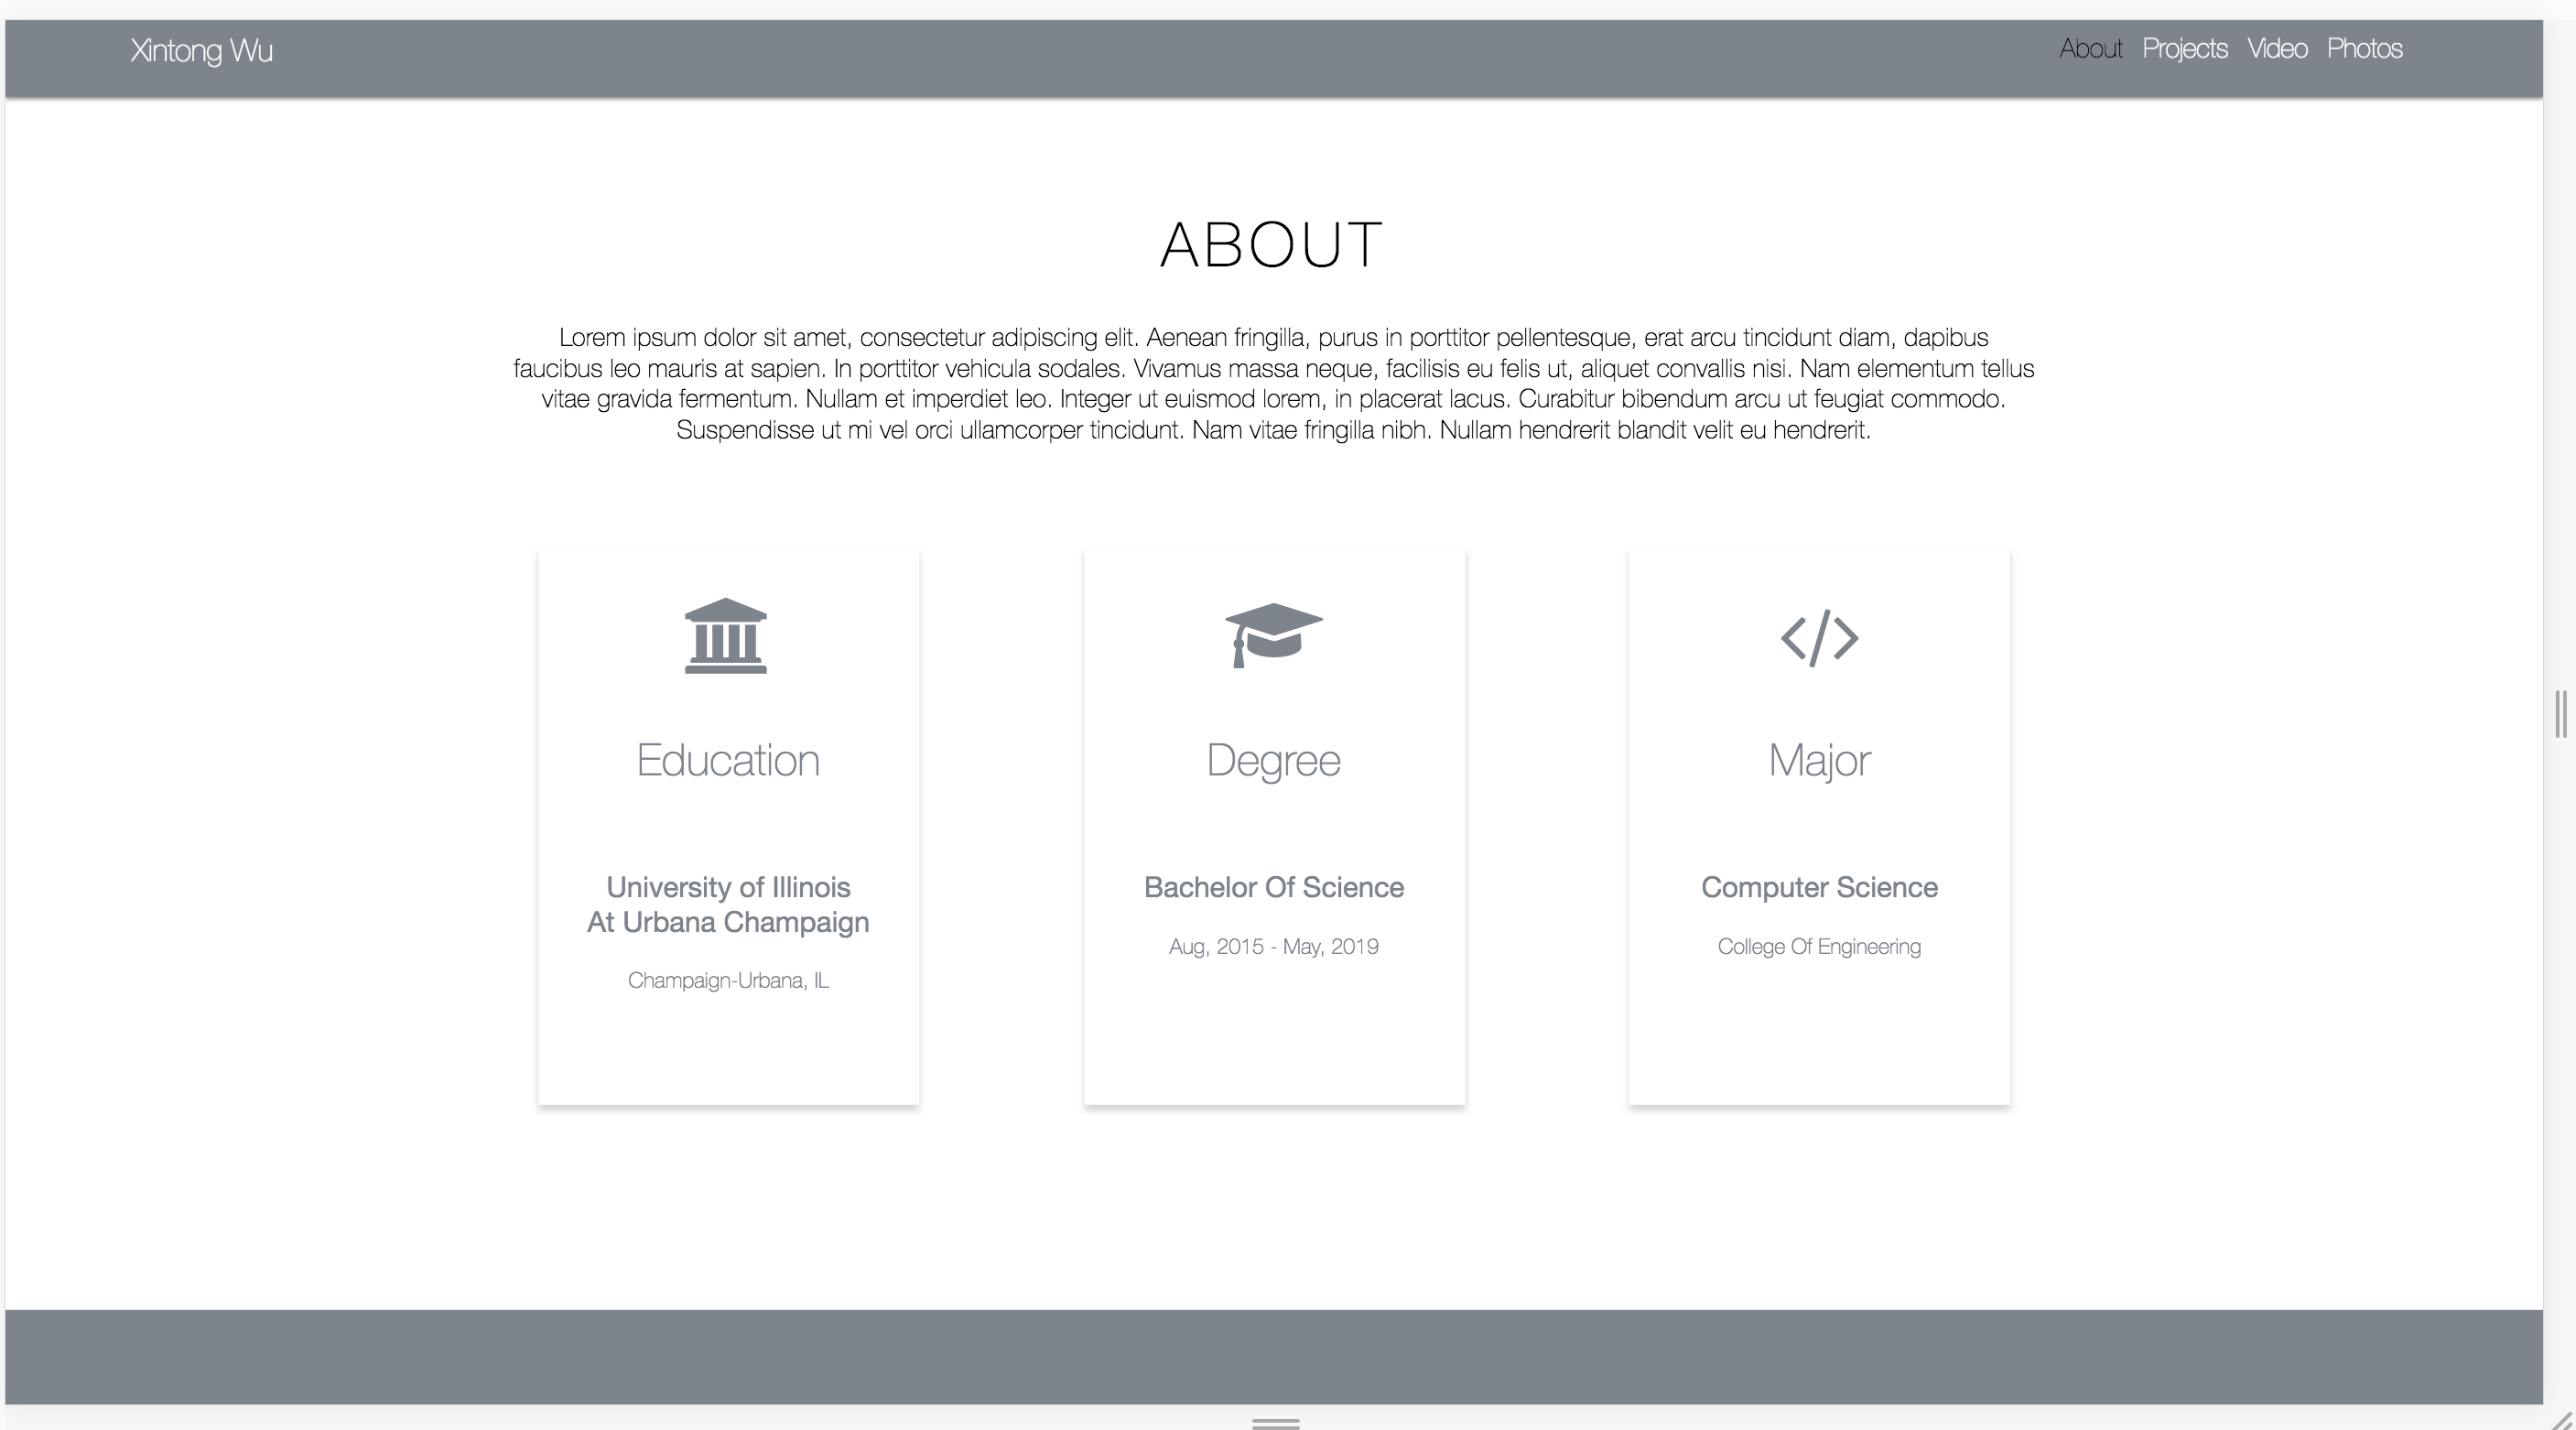 Xintong Wu
About Projects Video Photos
ABOUT
Lorem ipsum dolor sit amet, consectetur adipiscing elit. Aenean fringilla, purus in porttitor pellentesque, erat arcu tincidunt diam, dapibus
faucibus leo mauris at sapien. In porttitor vehicula sodales. Vivamus massa neque, facilisis eu felis ut, aliquet convallis nisi. Nam elementum tellus
vitae gravida fermentum. Nullam et imperdiet leo. Integer ut euismod lorem, in placerat lacus. Curabitur bibendum arcu ut feugiat commodo.
Suspendisse ut mi vel orci ullamcorper tincidunt. Nam vitae fringilla nibh. Nullam hendrerit blandit velit eu hendrerit.
Education
University of Illinois
At Urbana Champaign
Champaign-Urbana, IL
Degree
Bachelor Of Science
Aug, 2015 - May, 2019
Major
Computer Science
College Of Engineering